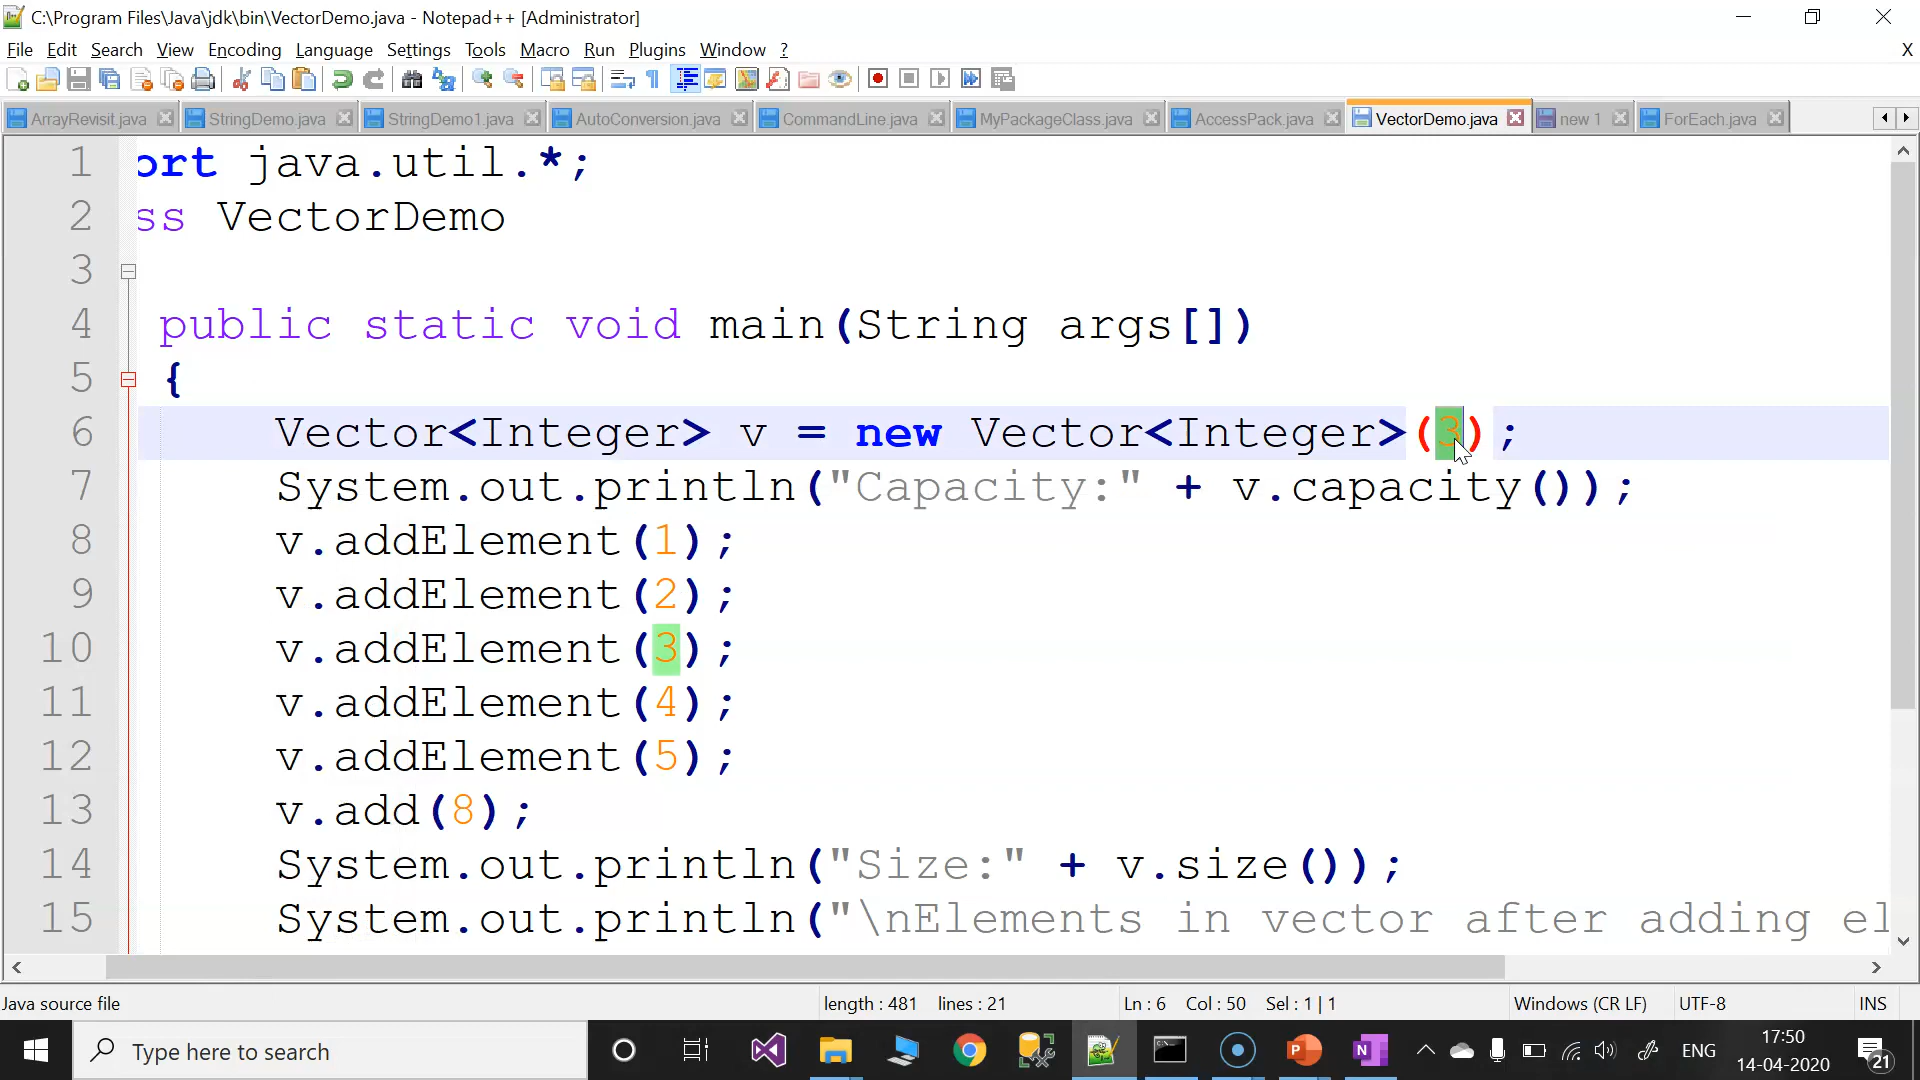 C:\Program Files\Java\jdk\bin\VectorDemo.java - Notepad++ [Administrator]
File Edit Search View Encoding Language Settings Tools Macro Run Plugins Window ? X
ArrayRevisit.java StringDemo.java StringDemo1.java AutoConversion.java CommandLine.java MyPackageClass.java AccessPack.java VectorDemo.java new 1 ForEach.java
1 ort java.util.*;
2 ss VectorDemo
3
4 public static void main(String args[])
5 {
6 Vector<Integer> v = new Vector<Integer>(3);
7 System.out.println("Capacity:" + v.capacity());
8 v.addElement(1);
9 v.addElement(2);
10 v.addElement(3);
11 v.addElement(4);
12 v.addElement(5);
13 v.add(8);
14 System.out.println("Size:" + v.size());
15 System.out.println("\nElements in vector after adding el
Java source file length : 481 lines : 21 Ln : 6 Col : 50 Sel : 1 | 1 Windows (CR LF) UTF-8 INS
Type here to search ENG 17:50
14-04-2020 21